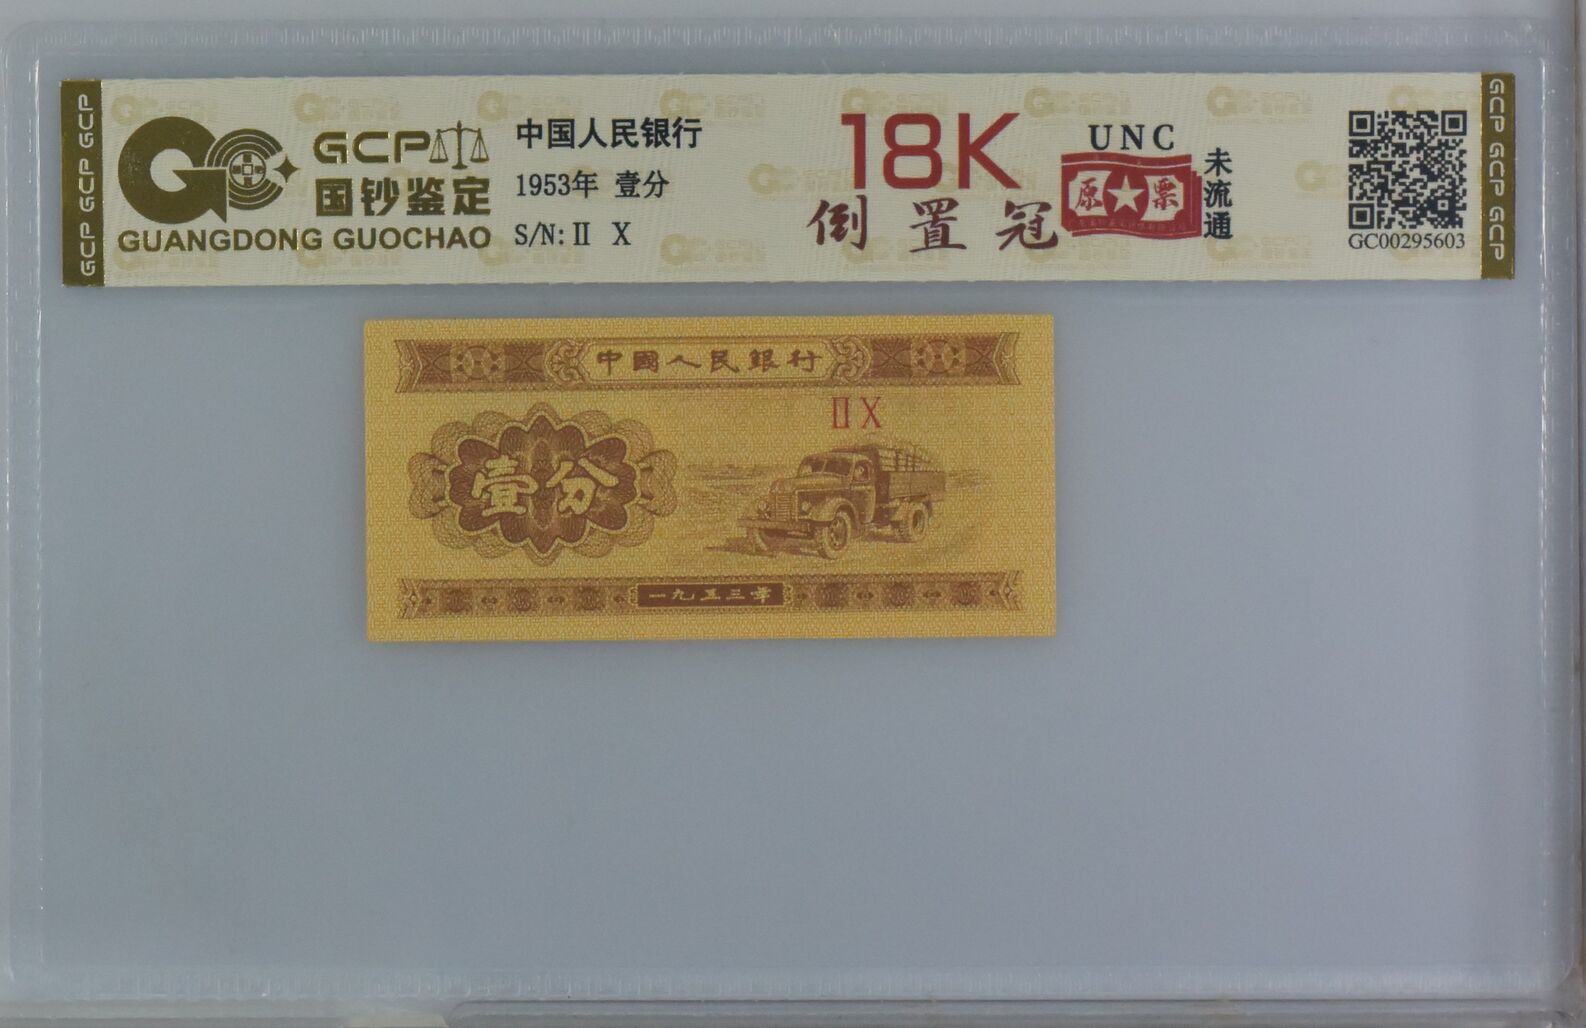 GCP GCP GCP
GCP
国钞鉴定
GUANGDONG GUOCHAO
中国人民银行
1953年 壹分
S/N: II X
18K
倒置冠
UNC
原★票
未流通
GC00295603
GCP GCP GCP
中國人民銀行
II X
壹分
一九五三年